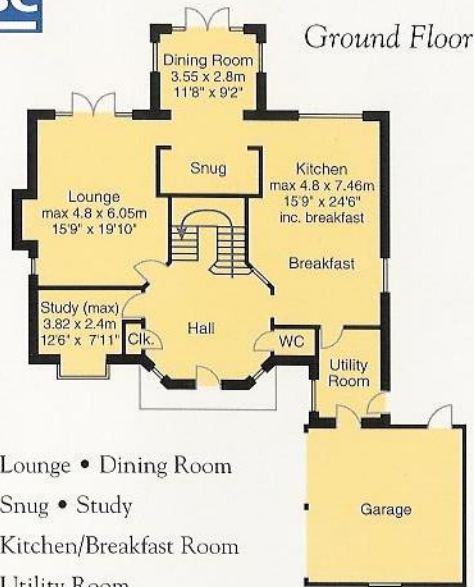 Ground Floor
Dining Room
3.55 x 2.8m
11'8" x 9'2"
Snug
Lounge
max 4.8 x 6.05m
15'9" x 19'10"
Kitchen
max 4.8 x 7.46m
15'9" x 24'6"
inc. breakfast
Breakfast
Study (max)
3.82 x 2.4m
12'6" x 7'11"
Clk.
Hall
WC
Utility
Room
Garage
Lounge • Dining Room
Snug • Study
Kitchen/Breakfast Room
Utility Room